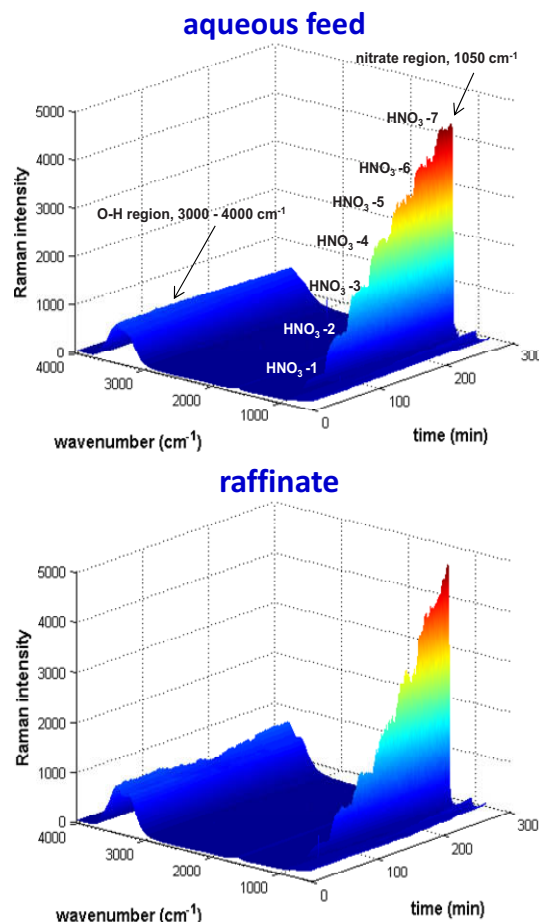 aqueous feed
nitrate region, 1050 cm⁻¹
5000
HNO₃ -7
4000
HNO₃ -6
3000
HNO₃ -5
O-H region, 3000 - 4000 cm⁻¹
HNO₃ -4
2000
HNO₃ -3
1000
HNO₃ -2
HNO₃ -1
0
4000
3000
2000
1000
0
100
200
300
Raman intensity
wavenumber (cm⁻¹)
time (min)
raffinate
5000
4000
3000
2000
1000
0
4000
3000
2000
1000
0
100
200
300
Raman intensity
wavenumber (cm⁻¹)
time (min)